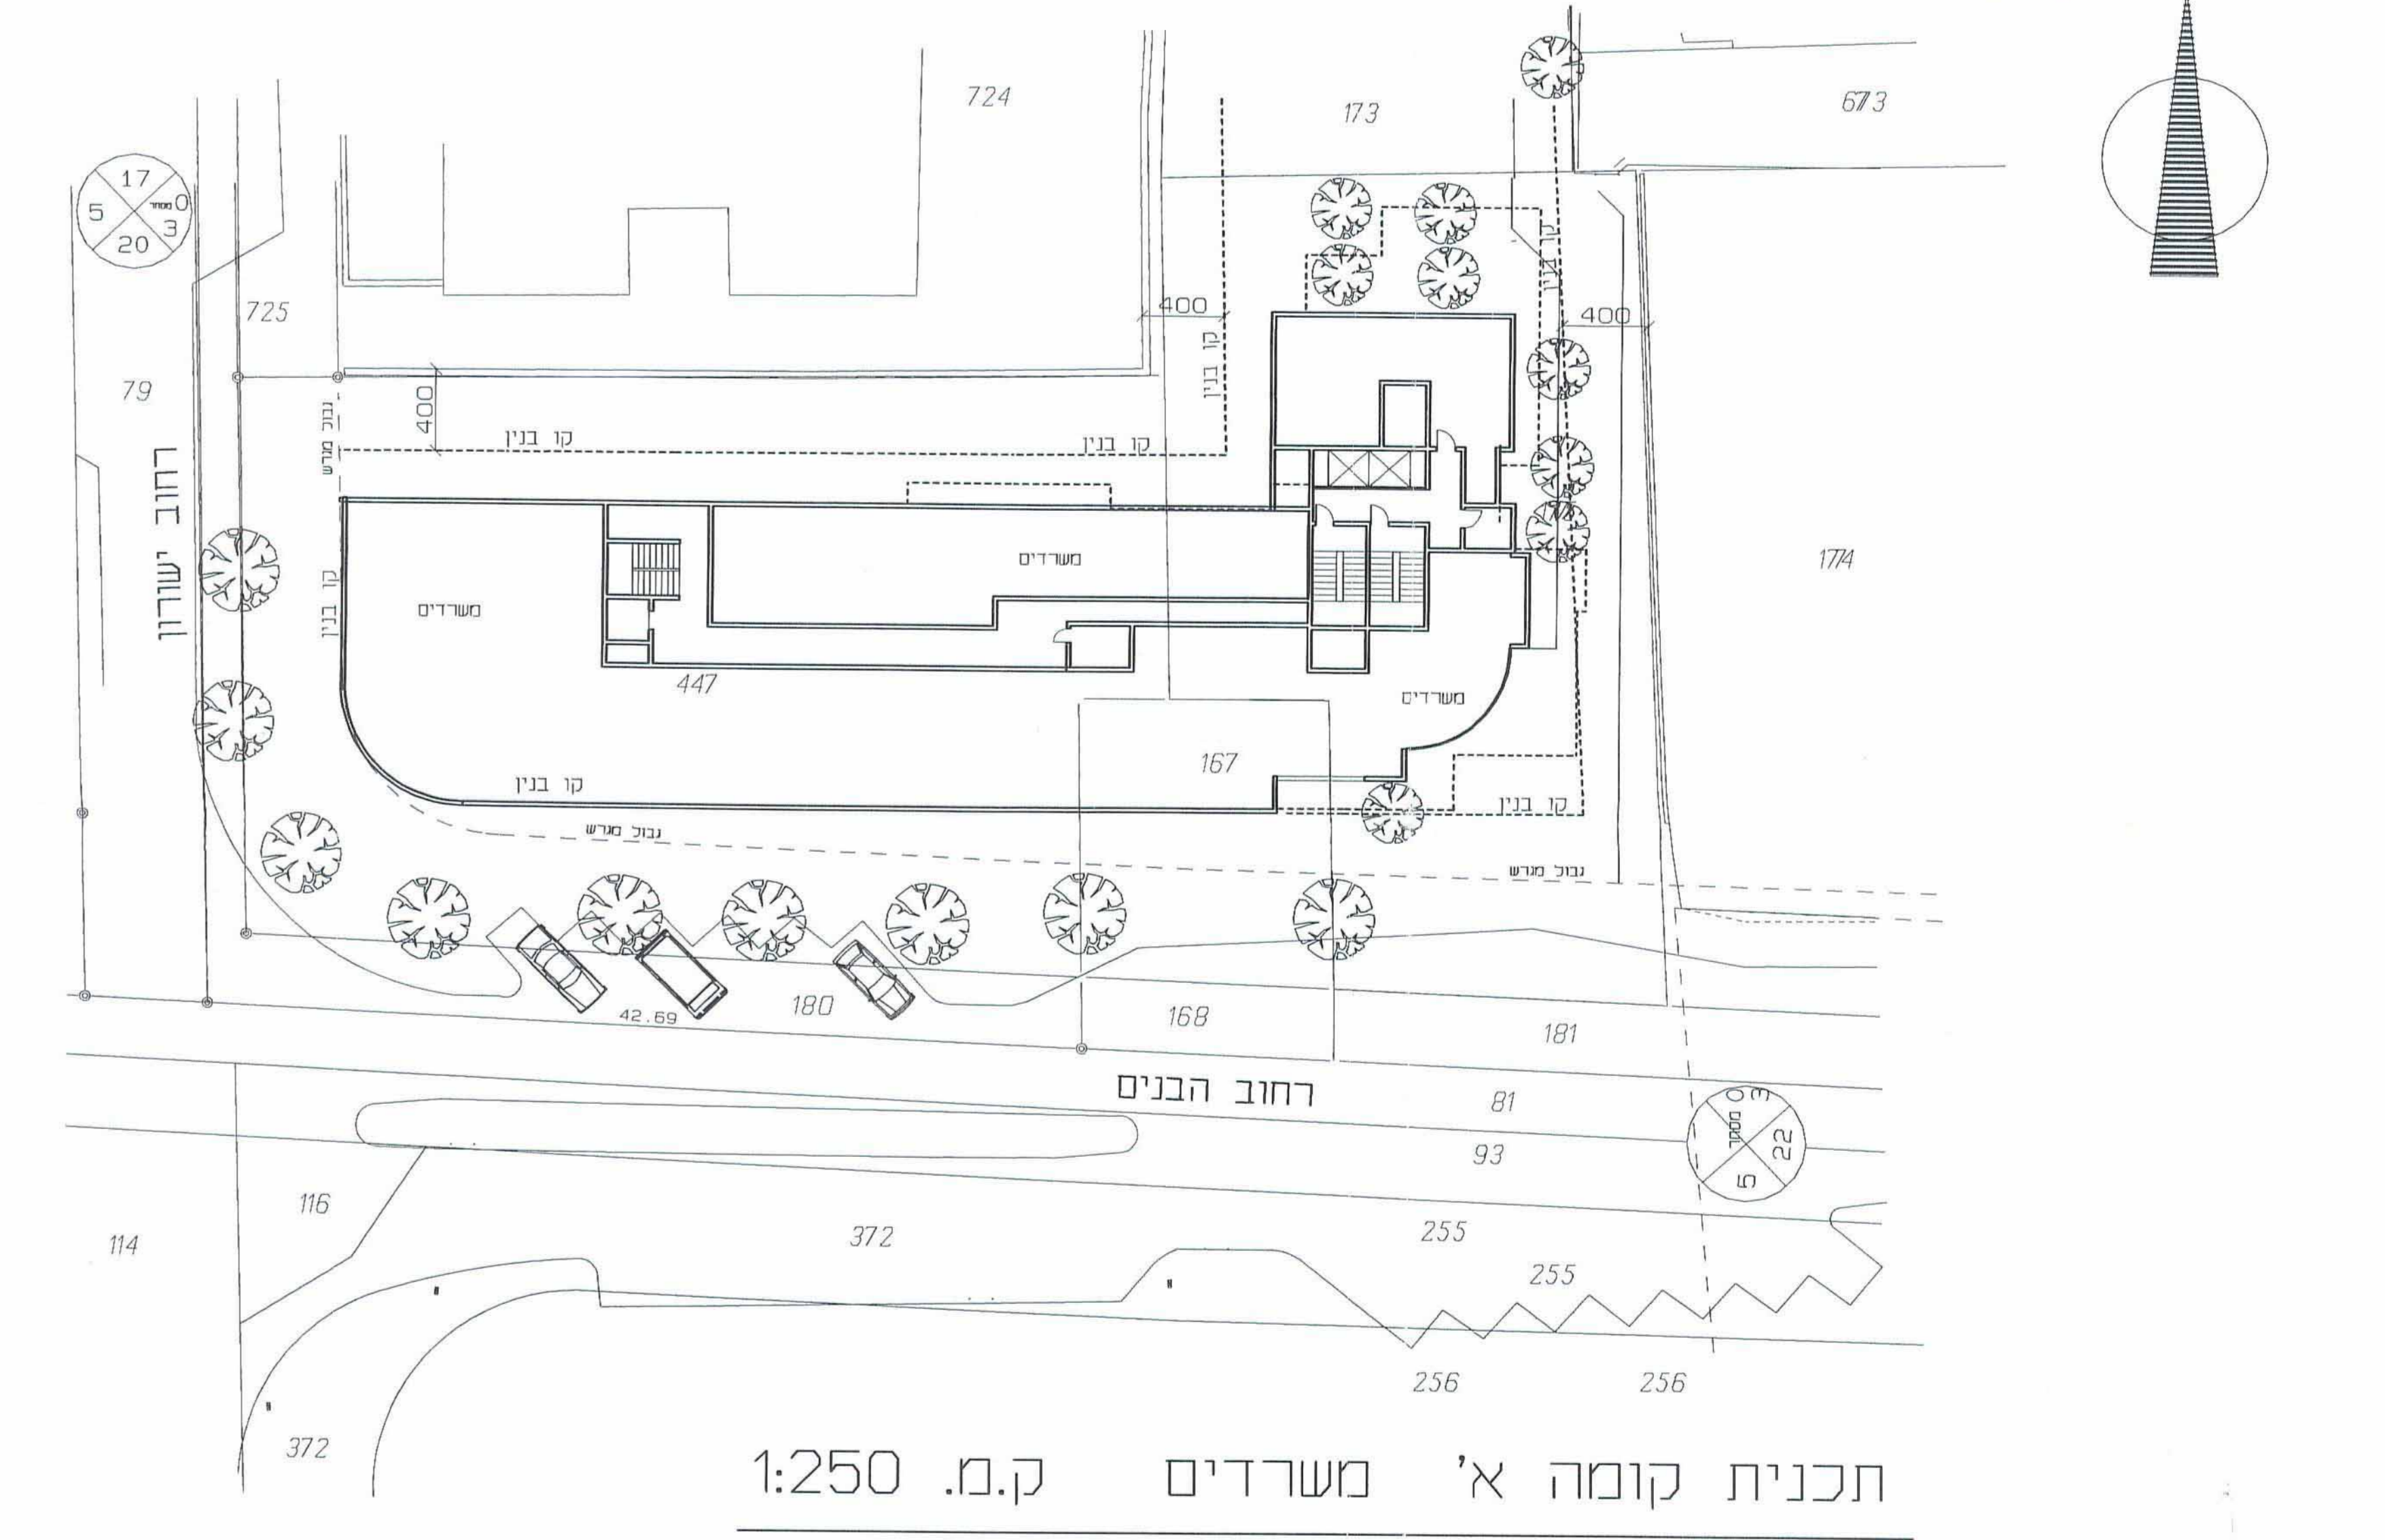 724
173
673
17
5
מסחר 0
3
20
קו בנין
725
400
400
קו בנין
79
400
גבול מגרש
קו בנין
קו בנין
רחוב ישורון
משרדים
1774
קו בנין
משרדים
447
משרדים
167
קו בנין
קו בנין
גבול מגרש
גבול מגרש
180
42.69
168
181
רחוב הבנים
81
0
3
מסחר
22
5
93
116
114
372
255
255
256
256
372
תכנית קומה א' משרדים ק.מ. 1:250